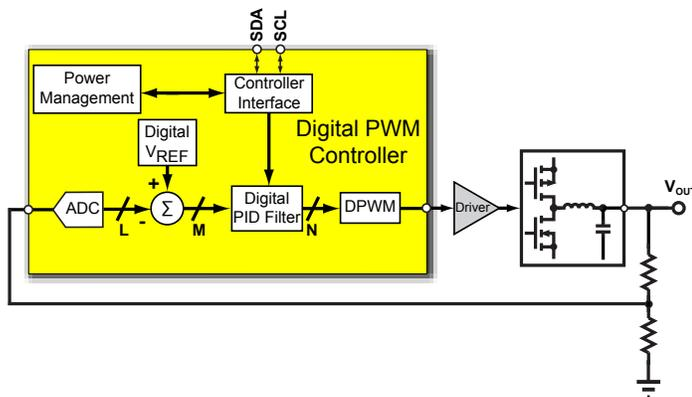 SDA
SCL
Power
Management
Controller
Interface
Digital PWM
Controller
Digital
VREF
+
ADC
L
-
Σ
M
Digital
PID Filter
N
DPWM
Driver
VOUT